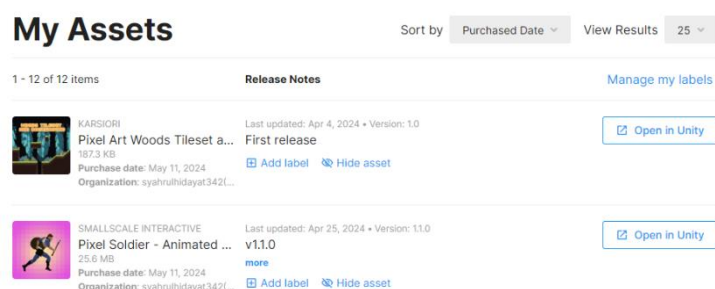 My Assets
Sort by Purchased Date View Results 25
1 - 12 of 12 items Release Notes Manage my labels
KARSIORI Last updated: Apr 4, 2024 • Version: 1.0
Pixel Art Woods Tileset a... First release Open in Unity
187.3 KB
Add label Hide asset
Purchase date: May 11, 2024
Organization: syahrulhidayat342(...
SMALLSCALE INTERACTIVE Last updated: Apr 25, 2024 • Version: 1.1.0
Pixel Soldier - Animated ... v1.1.0 Open in Unity
25.6 MB more
Purchase date: May 11, 2024
Organization: syahrulhidayat342(... Add label Hide asset